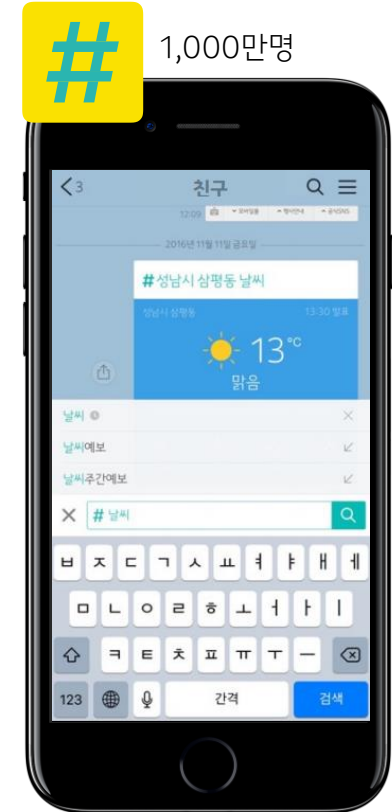 #
1,000만명
3
친구
12:00
2016년 11월 11일 금요일
#성남시 삼평동 날씨
성남시 삼평동
13:30 발표
13℃
맑음
날씨
날씨예보
날씨주간예보
# 날씨
ㅂ ㅈ ㄷ ㄱ ㅅ ㅛ ㅕ ㅑ ㅐ ㅔ
ㅁ ㄴ ㅇ ㄹ ㅎ ㅗ ㅓ ㅏ ㅣ
ㅋ ㅌ ㅊ ㅍ ㅠ ㅜ ㅡ
123 간격 검색